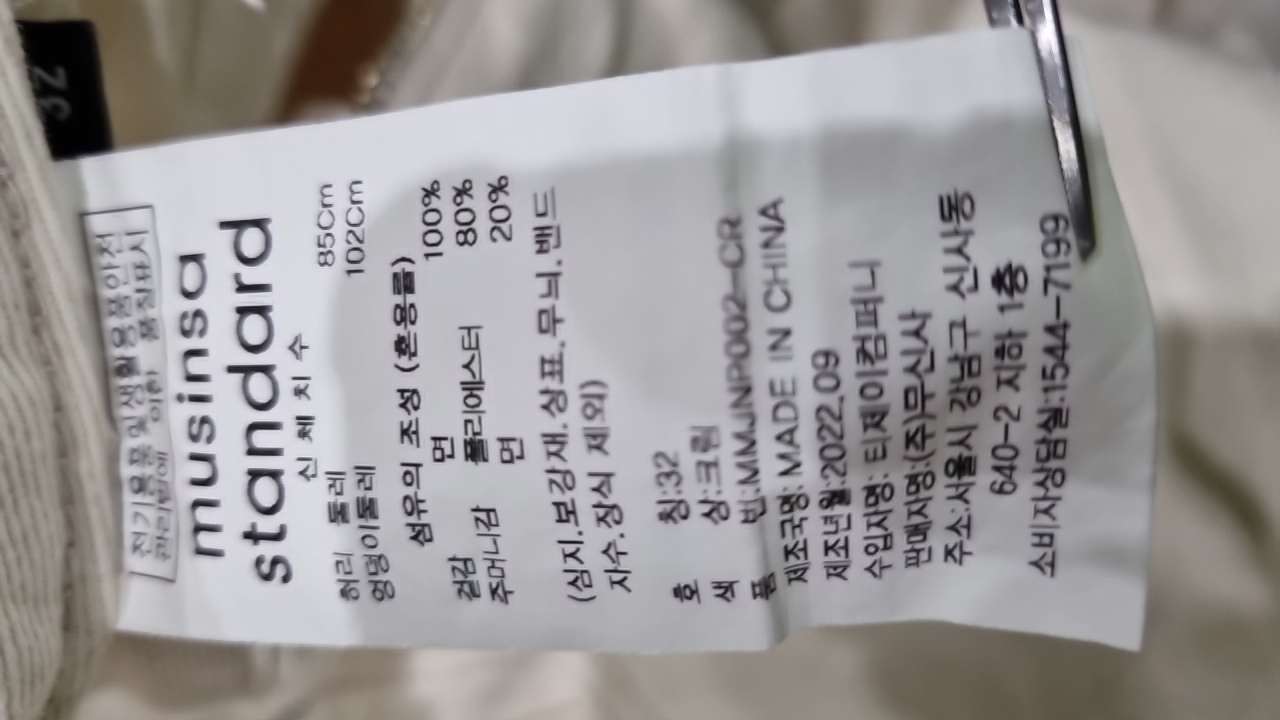 32
전기용품및생활용품안전
관리법에 의한 품질표시
musinsa
standard
신 체 치 수
허리 둘레 85Cm
엉덩이둘레 102Cm
섬유의 조성 (혼용률)
겉감 면 100%
주머니감 폴리에스터 80%
면 20%
(심지.보강재.상표.무늬.밴드
자수.장식 제외)
호 칭:32
색 상:크림
품 번:MMJNP002-CR
제조국명: MADE IN CHINA
제조년월:2022.09
수입자명: 티제이컴퍼니
판매자명:(주)무신사
주소:서울시 강남구 신사동
640-2 지하 1층
소비자상담실:1544-7199